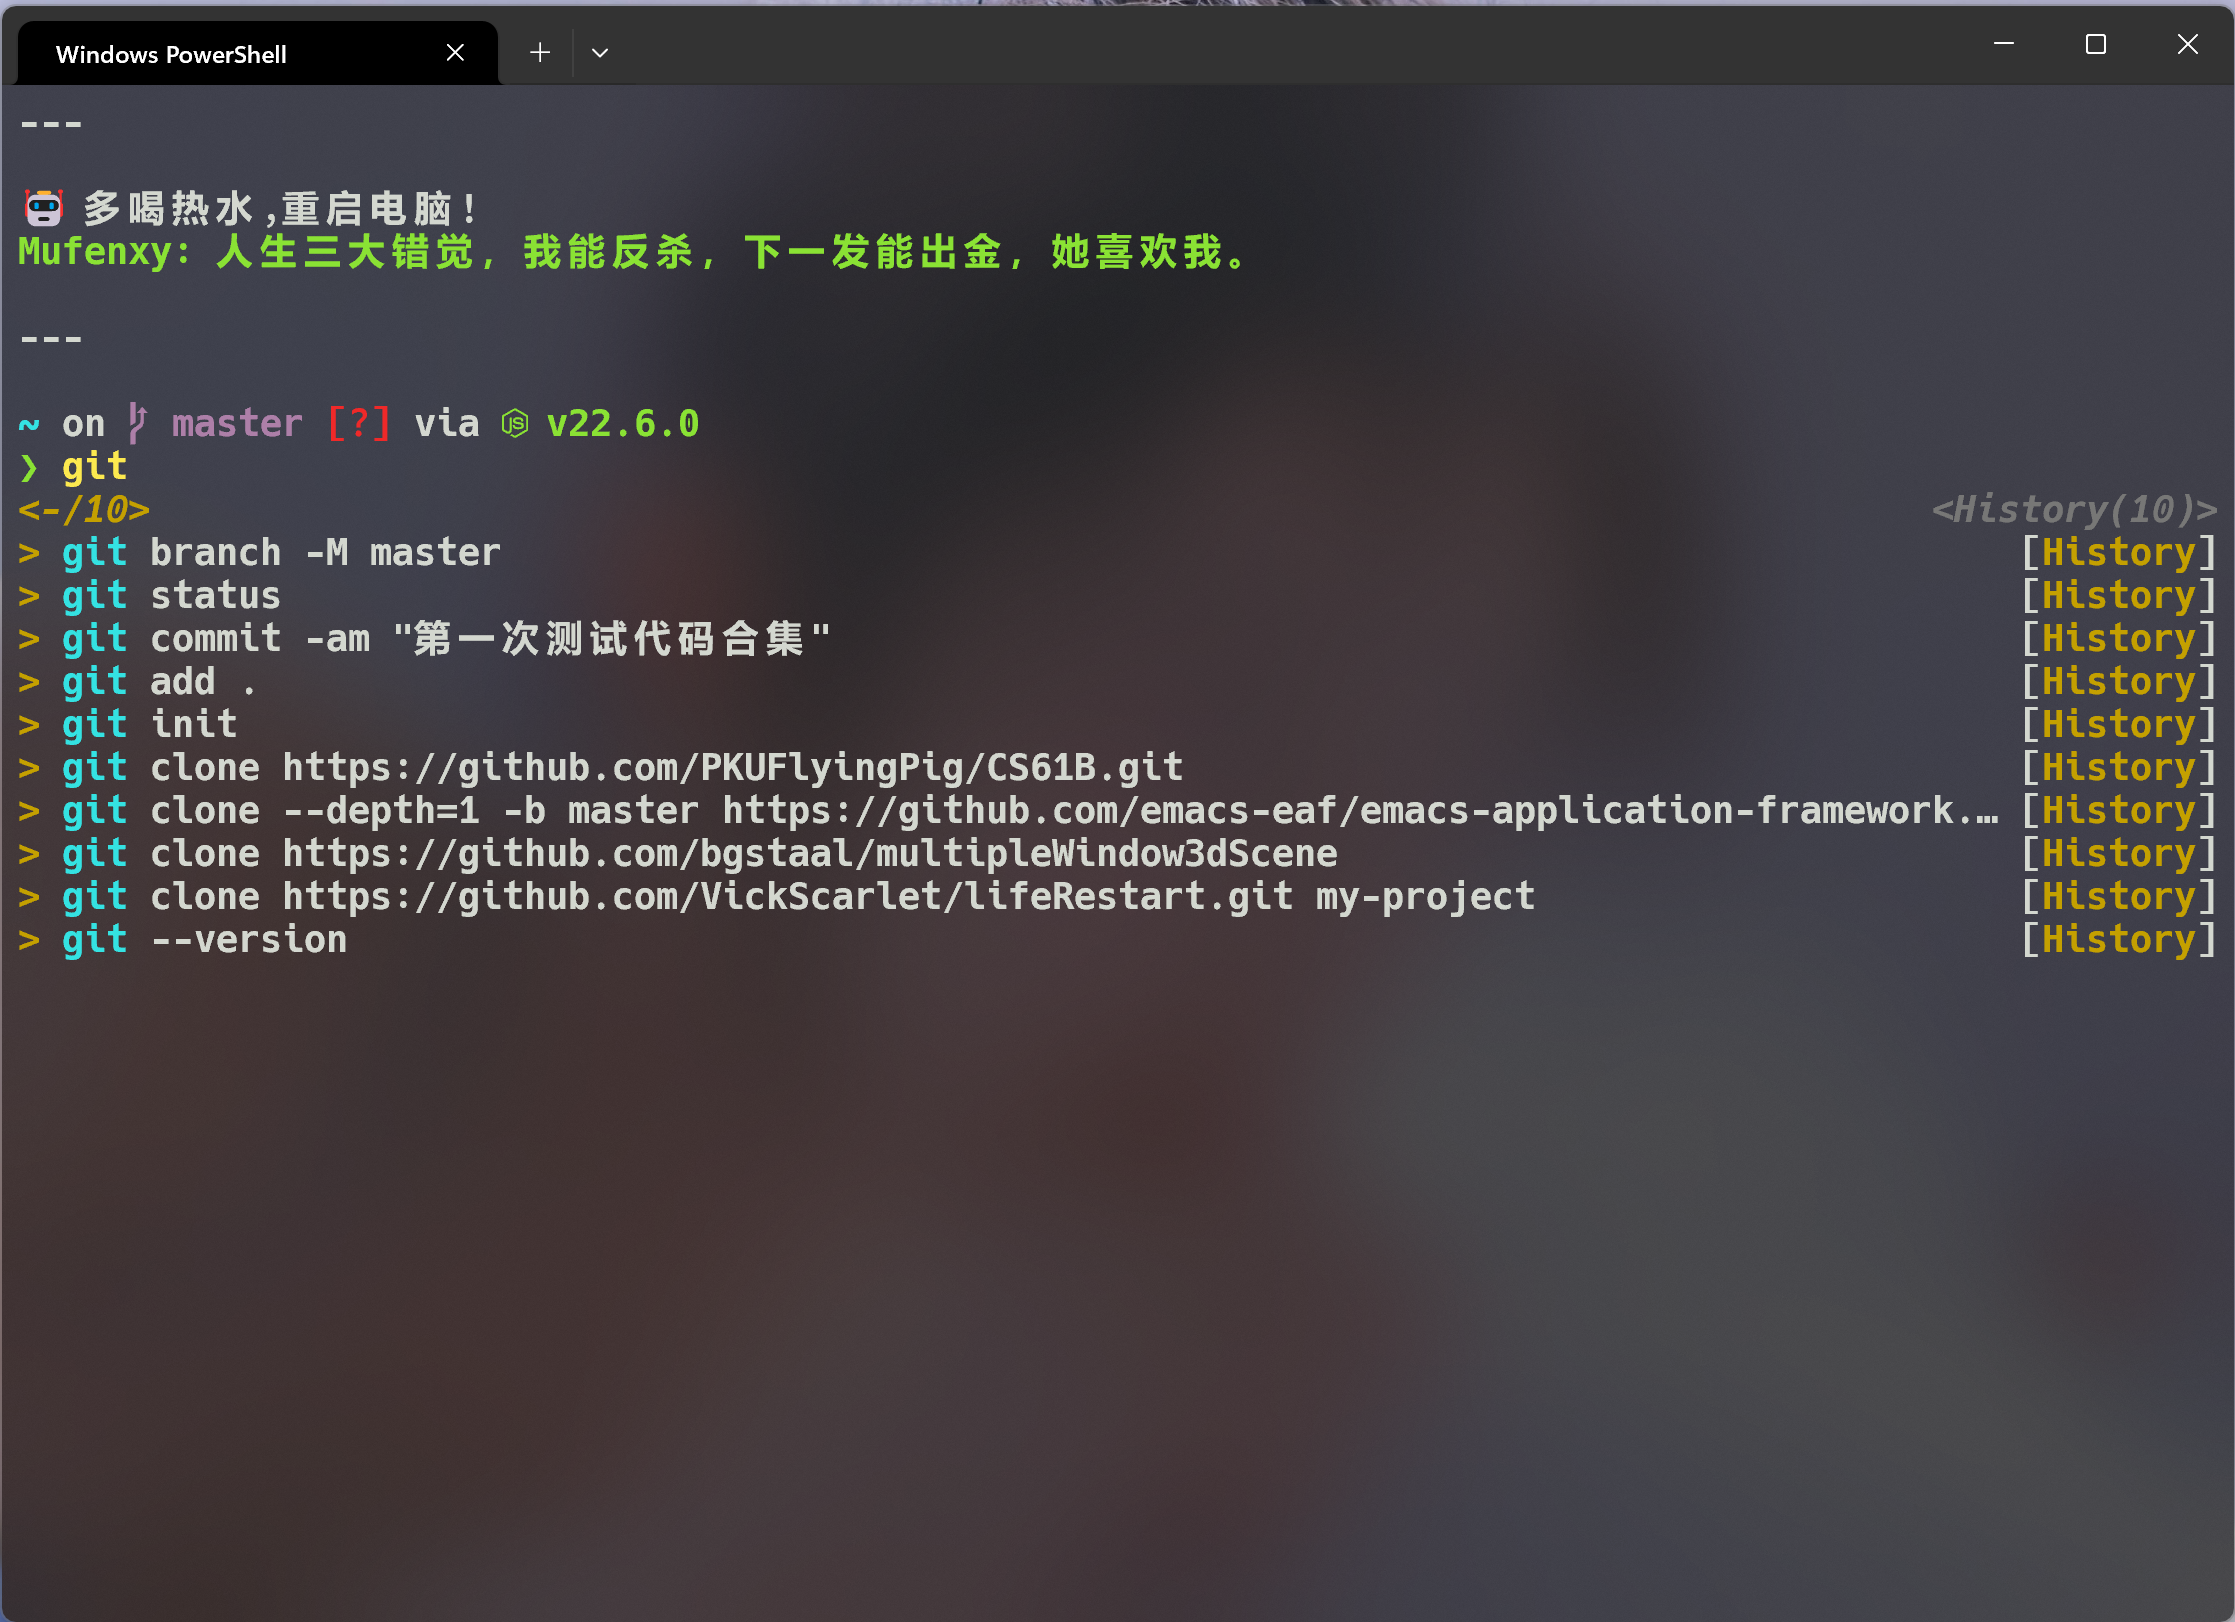 Windows PowerShell
---
多喝热水,重启电脑!
Mufenxy: 人生三大错觉，我能反杀，下一发能出金，她喜欢我。
---
~ on master [?] via v22.6.0
❯ git
<-/10> <History(10)>
> git branch -M master [History]
> git status [History]
> git commit -am "第一次测试代码合集" [History]
> git add . [History]
> git init [History]
> git clone https://github.com/PKUFlyingPig/CS61B.git [History]
> git clone --depth=1 -b master https://github.com/emacs-eaf/emacs-application-framework.… [History]
> git clone https://github.com/bgstaal/multipleWindow3dScene [History]
> git clone https://github.com/VickScarlet/lifeRestart.git my-project [History]
> git --version [History]